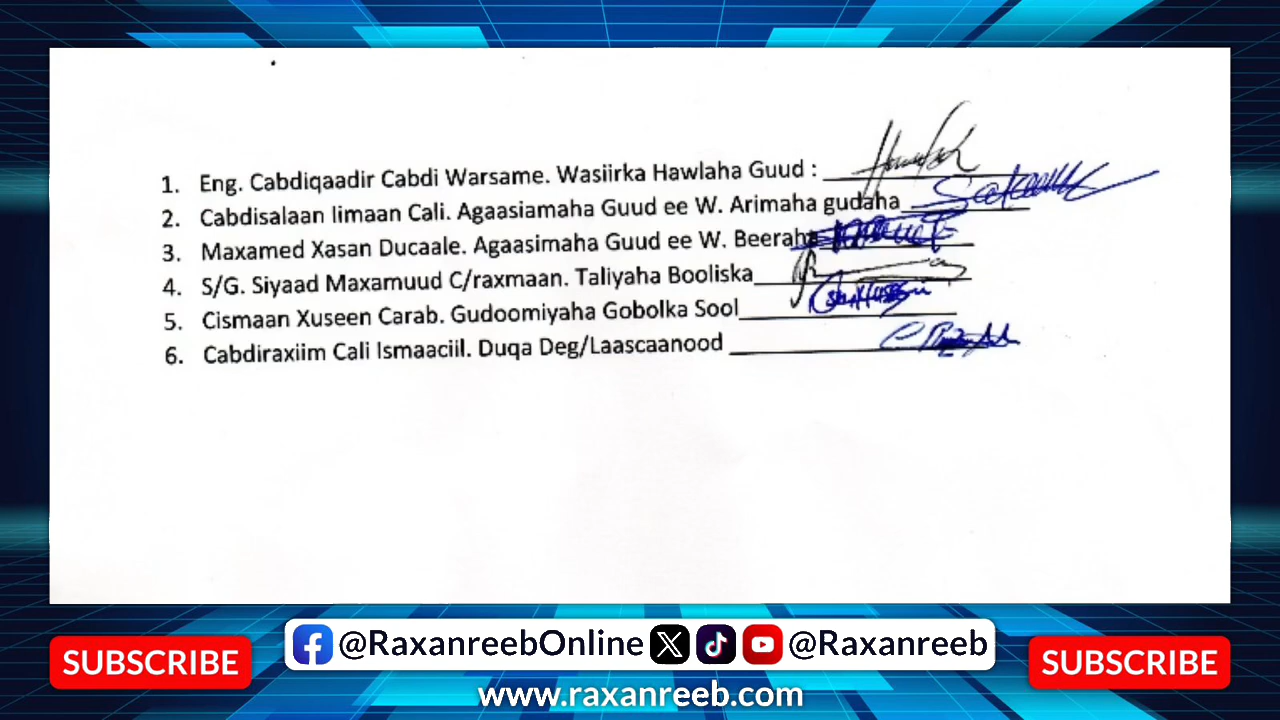 1. Eng. Cabdiqaadir Cabdi Warsame. Wasiirka Hawlaha Guud :
2. Cabdisalaan Iimaan Cali. Agaasiamaha Guud ee W. Arimaha gudaha
3. Maxamed Xasan Ducaale. Agaasimaha Guud ee W. Beeraha
4. S/G. Siyaad Maxamuud C/raxmaan. Taliyaha Booliska
5. Cismaan Xuseen Carab. Gudoomiyaha Gobolka Sool
6. Cabdiraxiim Cali Ismaaciil. Duqa Deg/Laascaanood
SUBSCRIBE @RaxanreebOnline @Raxanreeb SUBSCRIBE
www.raxanreeb.com